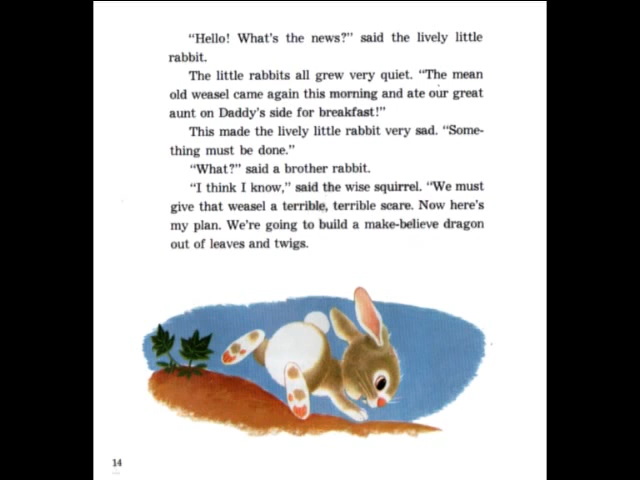 "Hello! What's the news?" said the lively little
rabbit.
The little rabbits all grew very quiet. "The mean
old weasel came again this morning and ate our great
aunt on Daddy's side for breakfast!"
This made the lively little rabbit very sad. "Some-
thing must be done."
"What?" said a brother rabbit.
"I think I know," said the wise squirrel. "We must
give that weasel a terrible, terrible scare. Now here's
my plan. We're going to build a make-believe dragon
out of leaves and twigs.
14